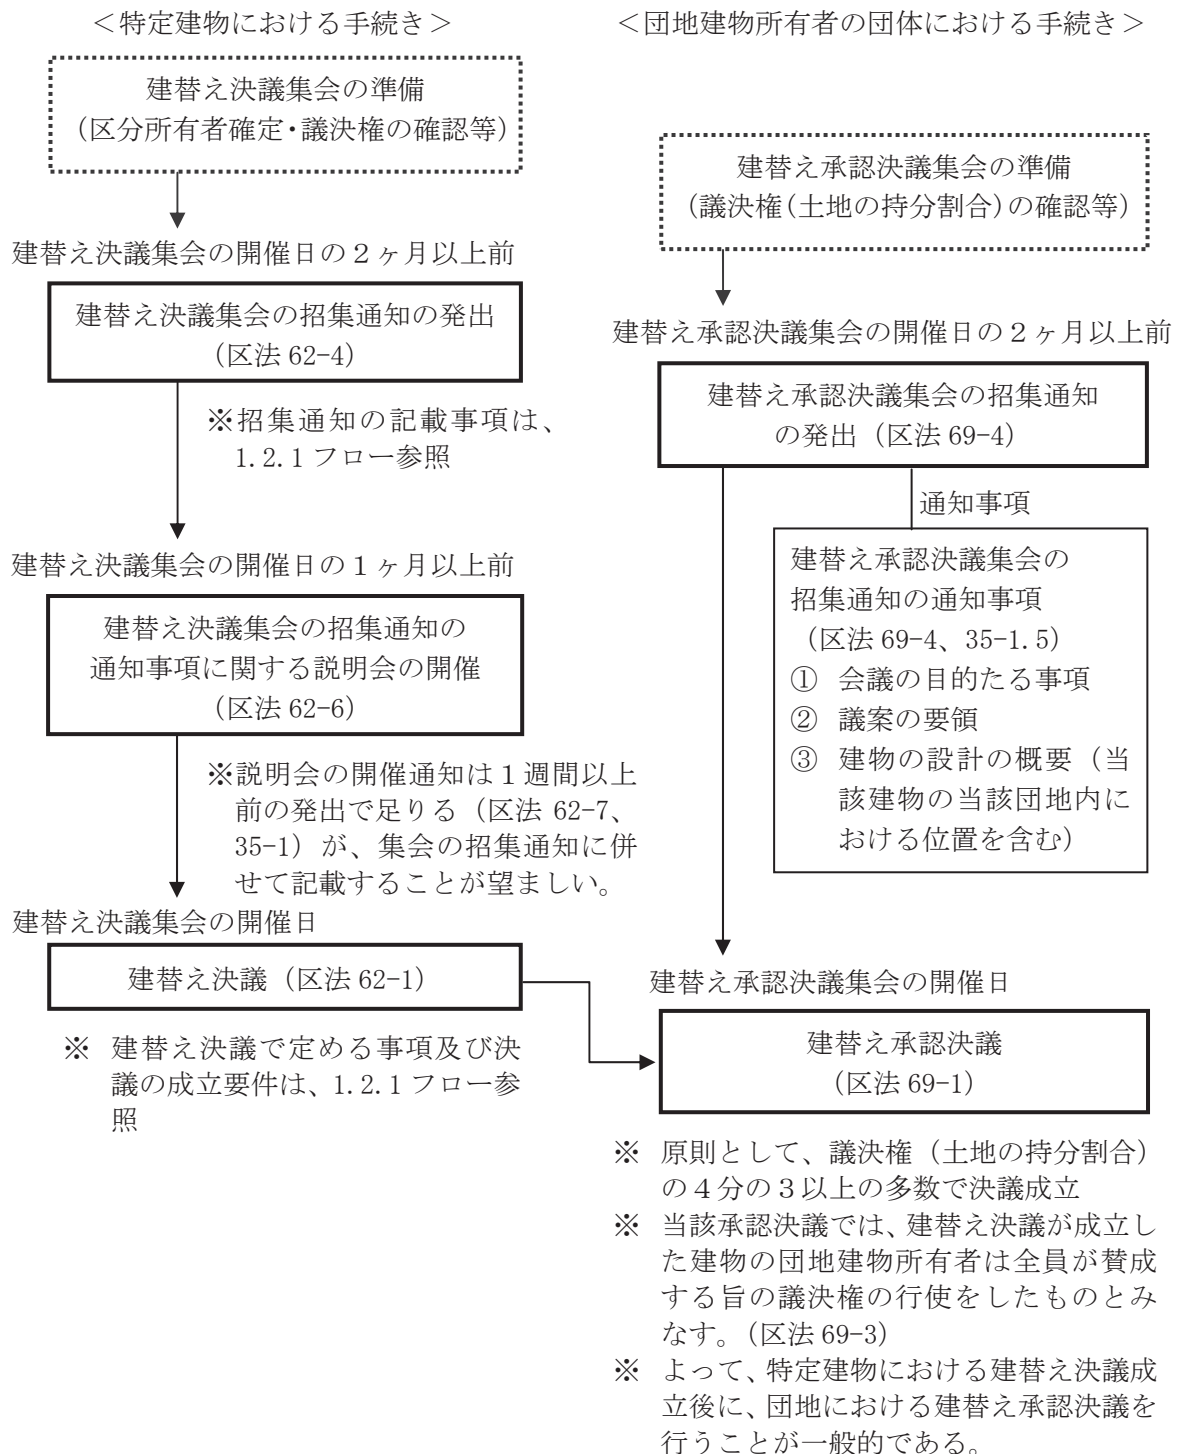 ＜特定建物における手続き＞
建替え決議集会の準備
（区分所有者確定・議決権の確認等）
建替え決議集会の開催日の２ヶ月以上前
建替え決議集会の招集通知の発出
（区法 62-4）
※招集通知の記載事項は、
1.2.1 フロー参照
建替え決議集会の開催日の１ヶ月以上前
建替え決議集会の招集通知の
通知事項に関する説明会の開催
（区法 62-6）
※説明会の開催通知は１週間以上
前の発出で足りる（区法 62-7、
35-1）が、集会の招集通知に併
せて記載することが望ましい。
建替え決議集会の開催日
建替え決議（区法 62-1）
※ 建替え決議で定める事項及び決
議の成立要件は、1.2.1 フロー参
照
＜団地建物所有者の団体における手続き＞
建替え承認決議集会の準備
（議決権（土地の持分割合）の確認等）
建替え承認決議集会の開催日の２ヶ月以上前
建替え承認決議集会の招集通知
の発出（区法 69-4）
通知事項
建替え承認決議集会の
招集通知の通知事項
（区法 69-4、35-1.5）
① 会議の目的たる事項
② 議案の要領
③ 建物の設計の概要（当
該建物の当該団地内に
おける位置を含む）
建替え承認決議集会の開催日
建替え承認決議
（区法 69-1）
※ 原則として、議決権（土地の持分割合）
の４分の３以上の多数で決議成立
※ 当該承認決議では、建替え決議が成立し
た建物の団地建物所有者は全員が賛成
する旨の議決権の行使をしたものとみ
なす。（区法 69-3）
※ よって、特定建物における建替え決議成
立後に、団地における建替え承認決議を
行うことが一般的である。